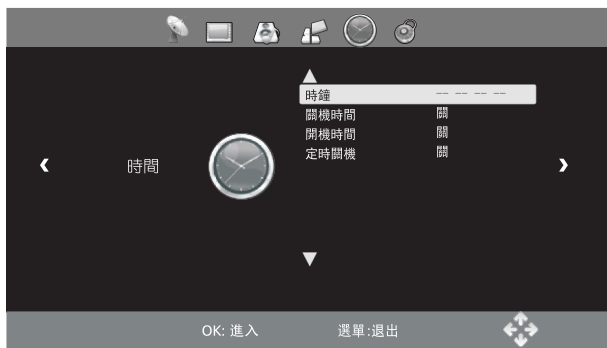 時鐘 -- -- -- --
關機時間 關
開機時間 關
定時關機 關
時間
OK: 進入 選單:退出